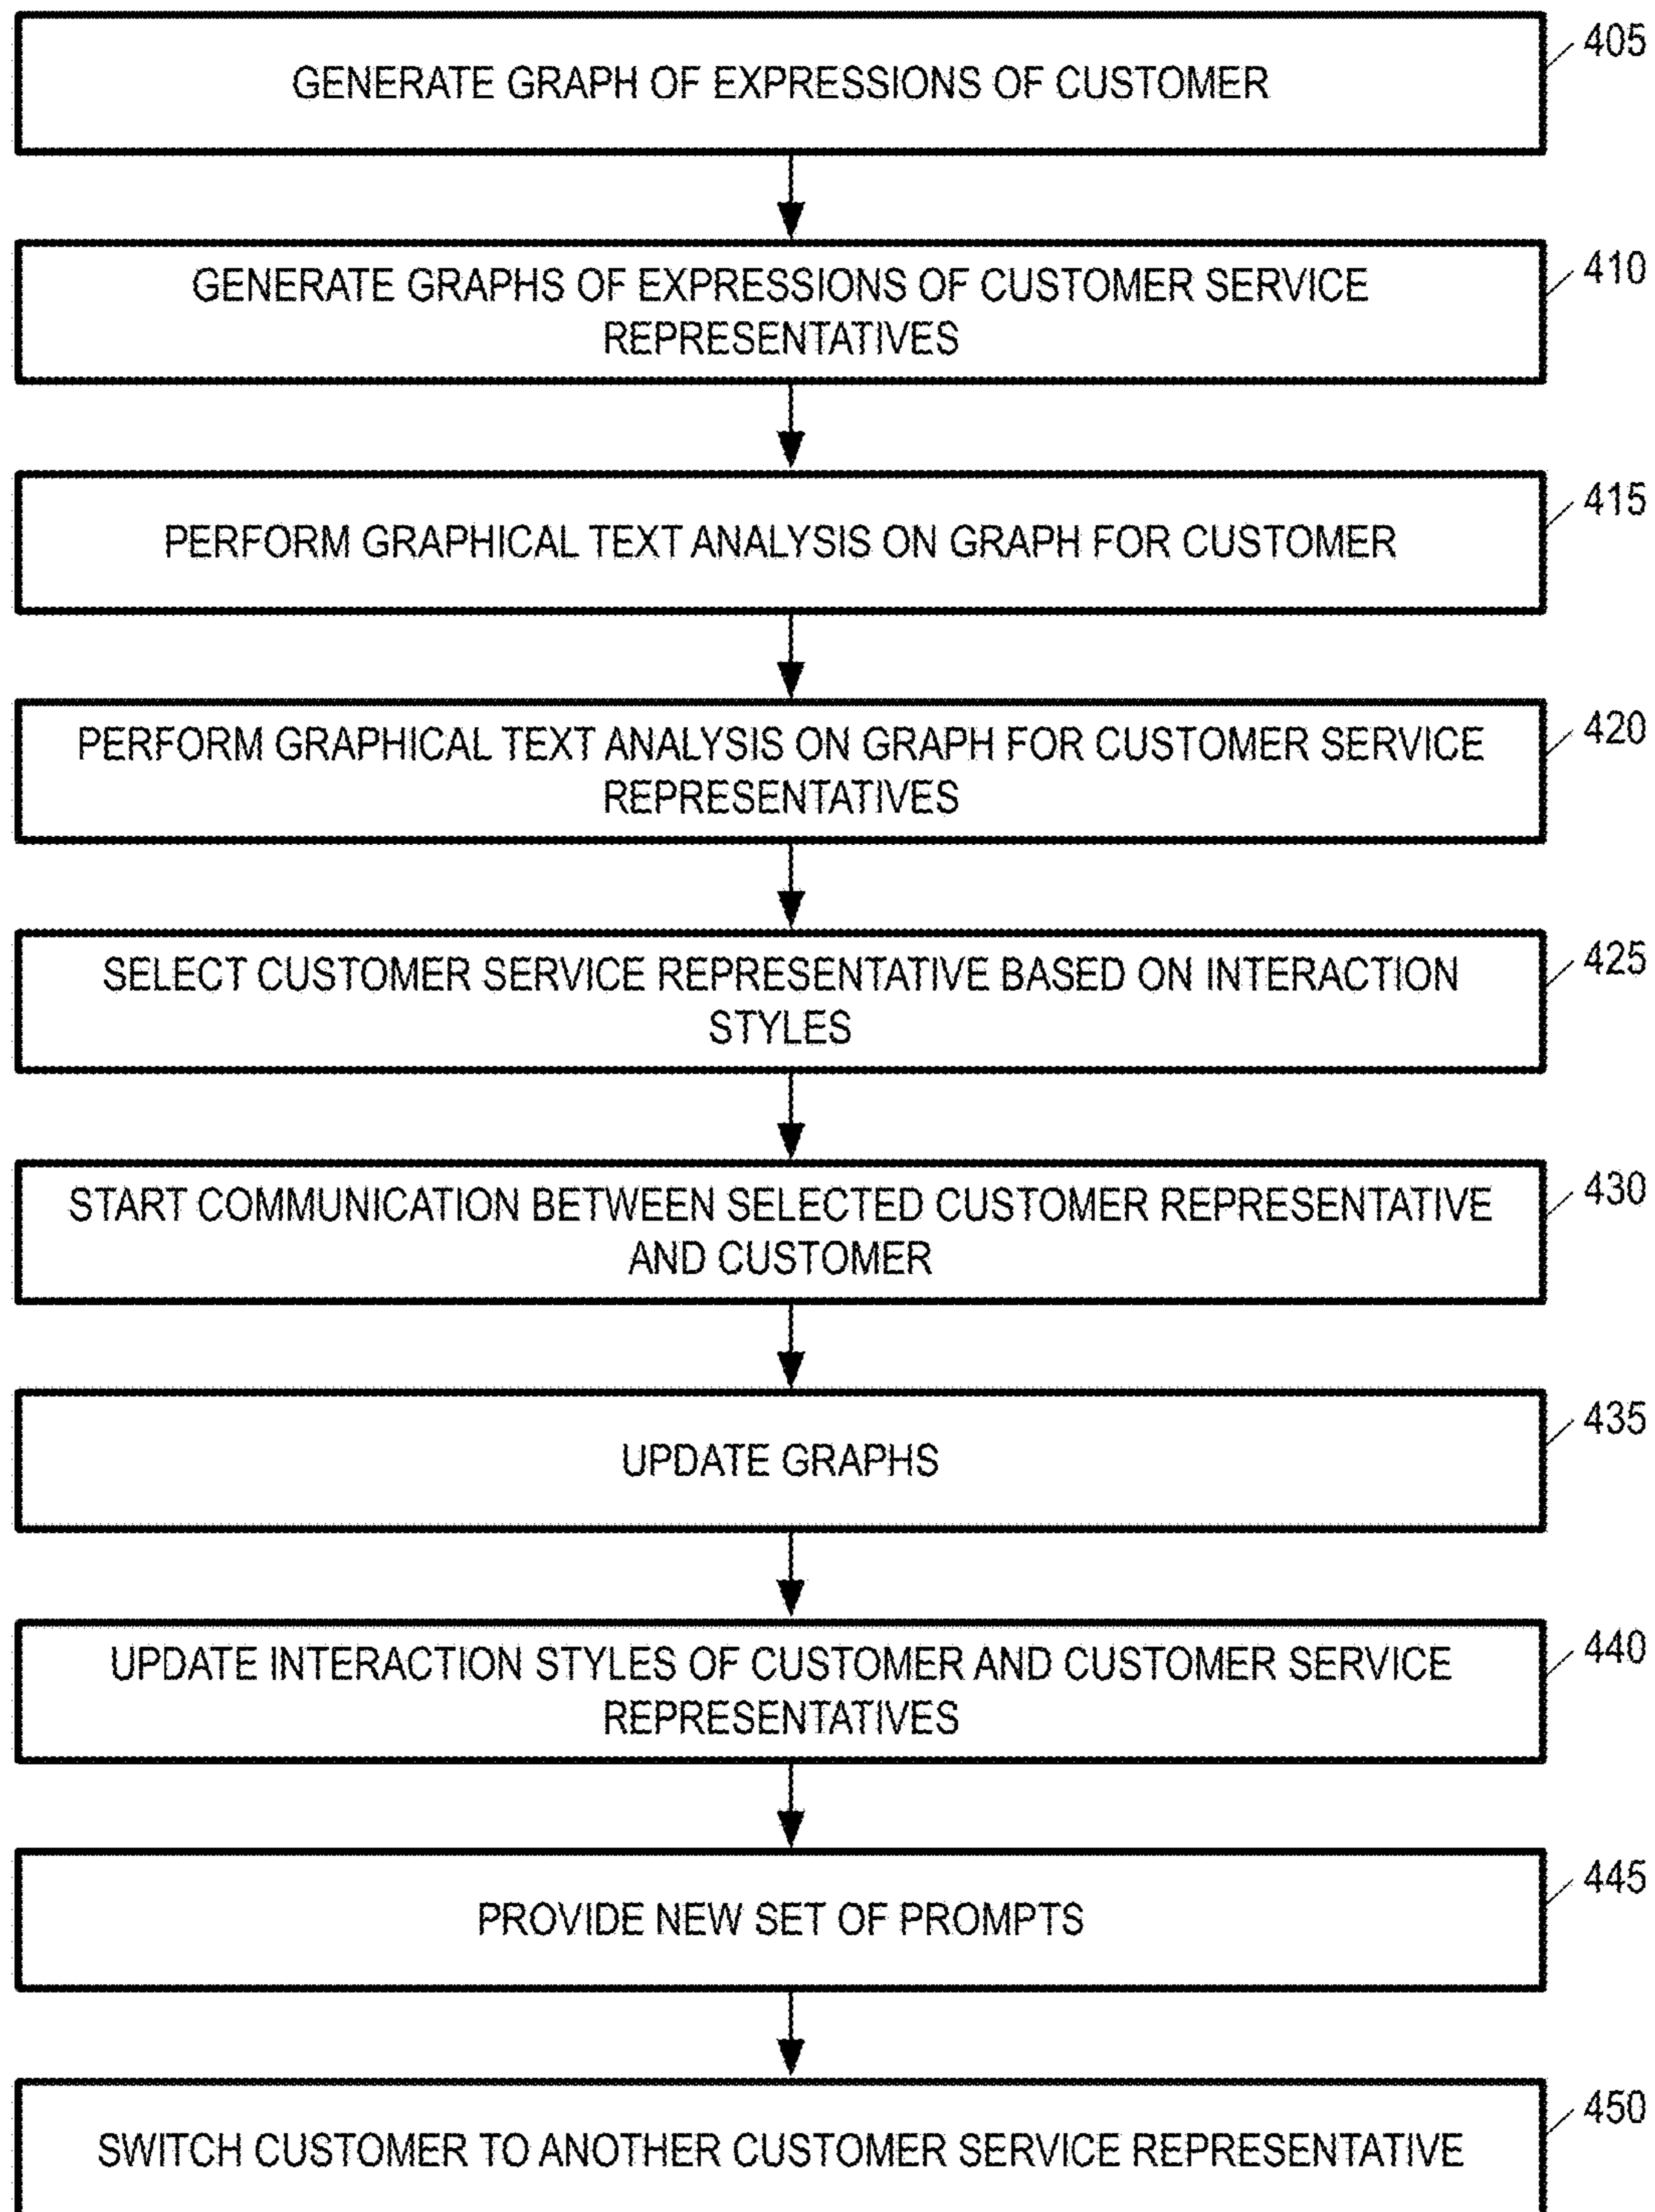 405
GENERATE GRAPH OF EXPRESSIONS OF CUSTOMER
410
GENERATE GRAPHS OF EXPRESSIONS OF CUSTOMER SERVICE
REPRESENTATIVES
415
PERFORM GRAPHICAL TEXT ANALYSIS ON GRAPH FOR CUSTOMER
420
PERFORM GRAPHICAL TEXT ANALYSIS ON GRAPH FOR CUSTOMER SERVICE
REPRESENTATIVES
425
SELECT CUSTOMER SERVICE REPRESENTATIVE BASED ON INTERACTION
STYLES
430
START COMMUNICATION BETWEEN SELECTED CUSTOMER REPRESENTATIVE
AND CUSTOMER
435
UPDATE GRAPHS
440
UPDATE INTERACTION STYLES OF CUSTOMER AND CUSTOMER SERVICE
REPRESENTATIVES
445
PROVIDE NEW SET OF PROMPTS
450
SWITCH CUSTOMER TO ANOTHER CUSTOMER SERVICE REPRESENTATIVE